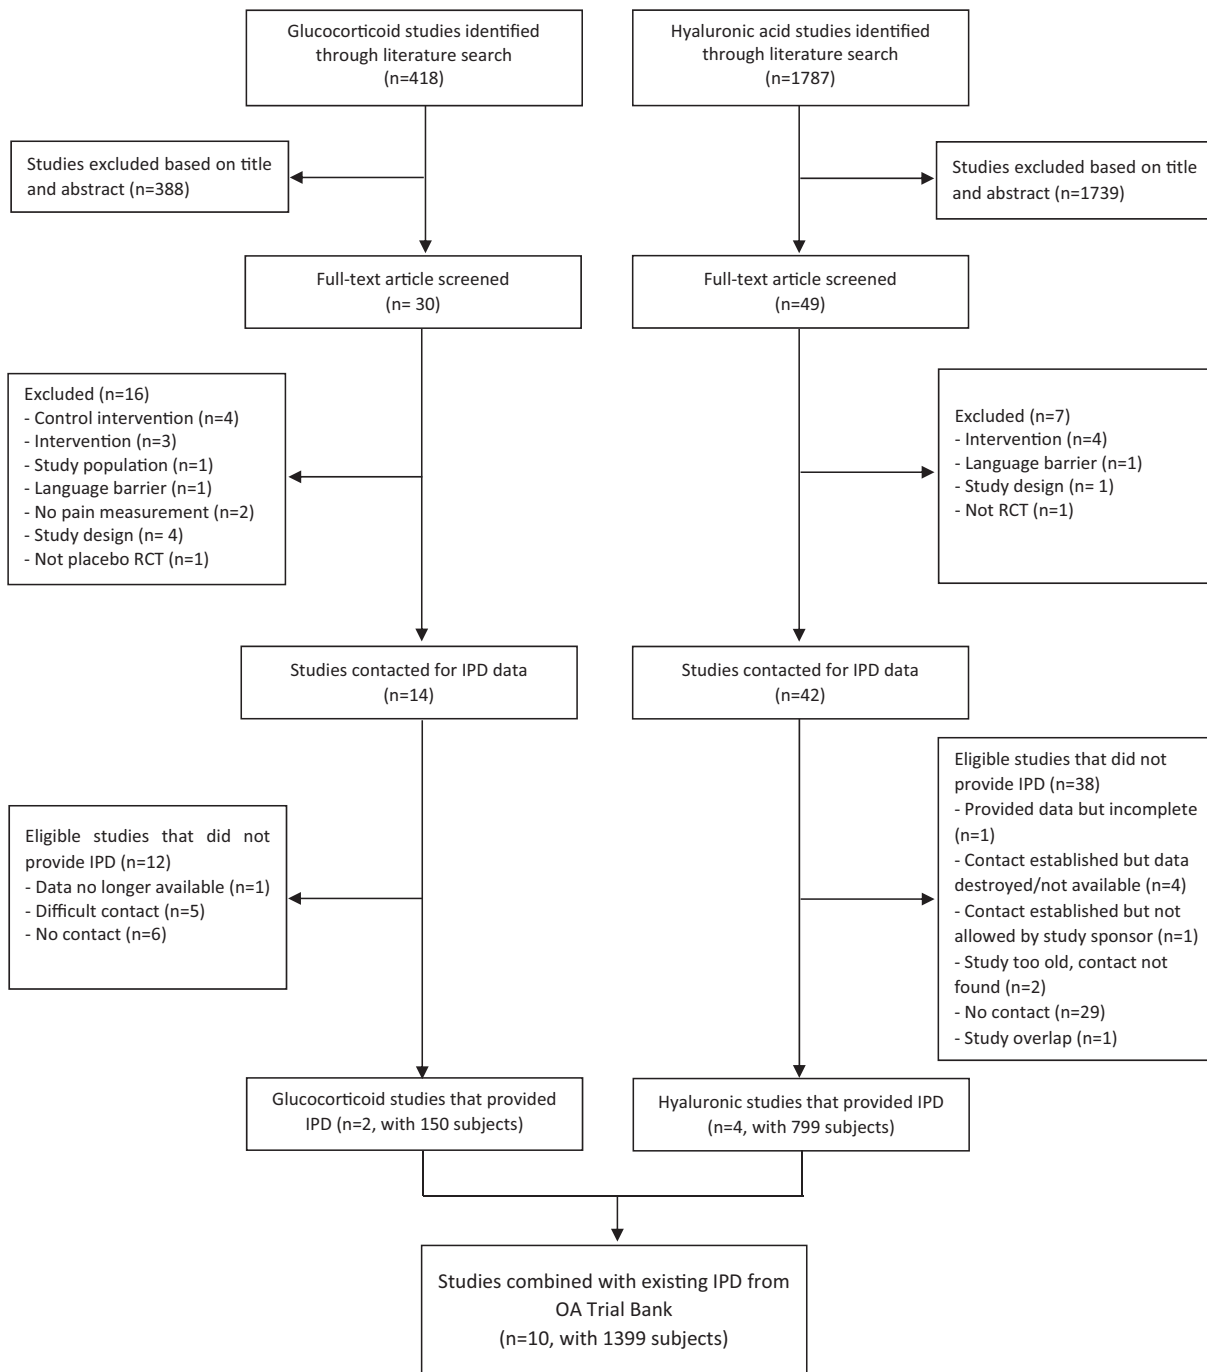 Glucocorticoid studies identified
through literature search
(n=418)
Hyaluronic acid studies identified
through literature search
(n=1787)
Studies excluded based on title
and abstract (n=388)
Studies excluded based on title
and abstract (n=1739)
Full-text article screened
(n= 30)
Full-text article screened
(n=49)
Excluded (n=16)
- Control intervention (n=4)
- Intervention (n=3)
- Study population (n=1)
- Language barrier (n=1)
- No pain measurement (n=2)
- Study design (n= 4)
- Not placebo RCT (n=1)
Excluded (n=7)
- Intervention (n=4)
- Language barrier (n=1)
- Study design (n= 1)
- Not RCT (n=1)
Studies contacted for IPD data
(n=14)
Studies contacted for IPD data
(n=42)
Eligible studies that did not
provide IPD (n=12)
- Data no longer available (n=1)
- Difficult contact (n=5)
- No contact (n=6)
Eligible studies that did not
provide IPD (n=38)
- Provided data but incomplete
(n=1)
- Contact established but data
destroyed/not available (n=4)
- Contact established but not
allowed by study sponsor (n=1)
- Study too old, contact not
found (n=2)
- No contact (n=29)
- Study overlap (n=1)
Glucocorticoid studies that provided
IPD (n=2, with 150 subjects)
Hyaluronic studies that provided IPD
(n=4, with 799 subjects)
Studies combined with existing IPD from
OA Trial Bank
(n=10, with 1399 subjects)